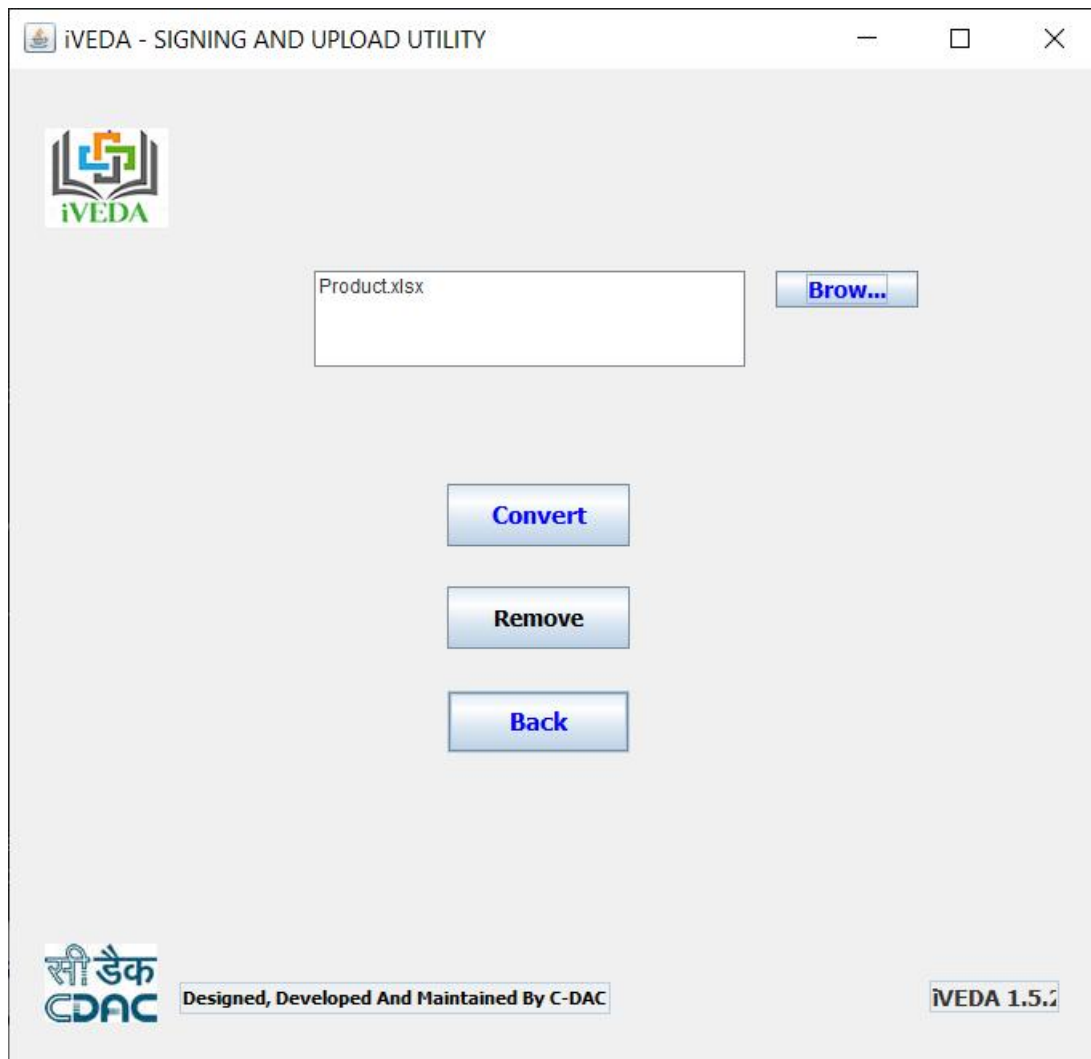 iVEDA - SIGNING AND UPLOAD UTILITY
iVEDA
Product.xlsx
Brow...
Convert
Remove
Back
सी डैक
CDAC
Designed, Developed And Maintained By C-DAC
iVEDA 1.5.2